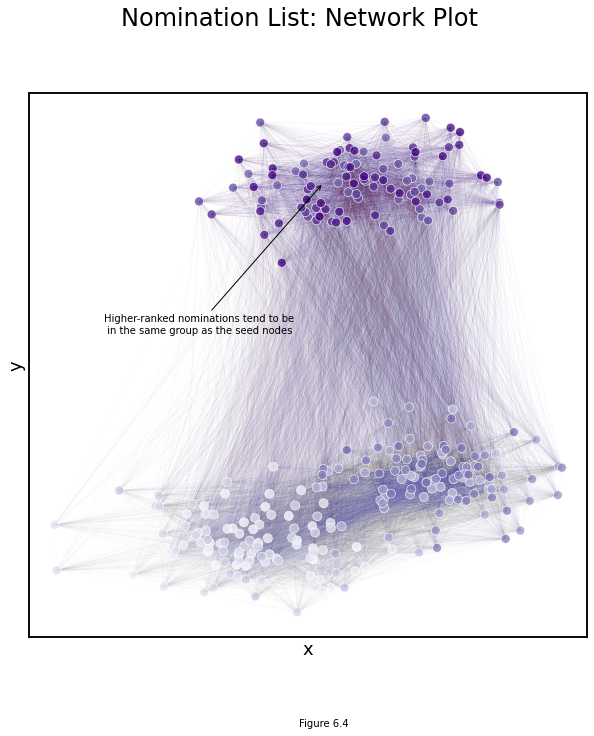 Nomination List: Network Plot
Higher-ranked nominations tend to be
in the same group as the seed nodes
y
x
Figure 6.4